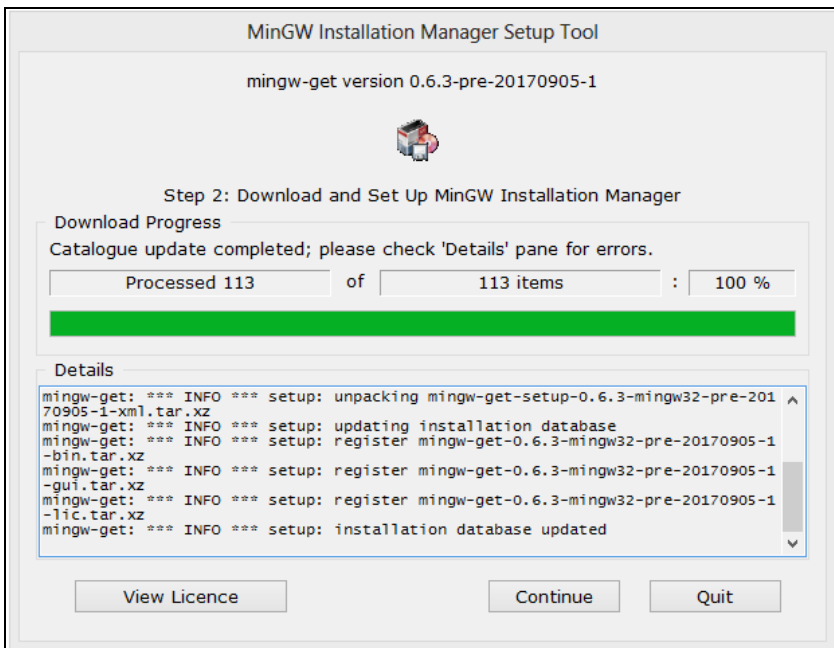 MinGW Installation Manager Setup Tool
mingw-get version 0.6.3-pre-20170905-1
Step 2: Download and Set Up MinGW Installation Manager
Download Progress
Catalogue update completed; please check 'Details' pane for errors.
Processed 113 of 113 items : 100 %
Details
mingw-get: *** INFO *** setup: unpacking mingw-get-setup-0.6.3-mingw32-pre-201
70905-1-xml.tar.xz
mingw-get: *** INFO *** setup: updating installation database
mingw-get: *** INFO *** setup: register mingw-get-0.6.3-mingw32-pre-20170905-1
-bin.tar.xz
mingw-get: *** INFO *** setup: register mingw-get-0.6.3-mingw32-pre-20170905-1
-gui.tar.xz
mingw-get: *** INFO *** setup: register mingw-get-0.6.3-mingw32-pre-20170905-1
-lic.tar.xz
mingw-get: *** INFO *** setup: installation database updated
View Licence Continue Quit